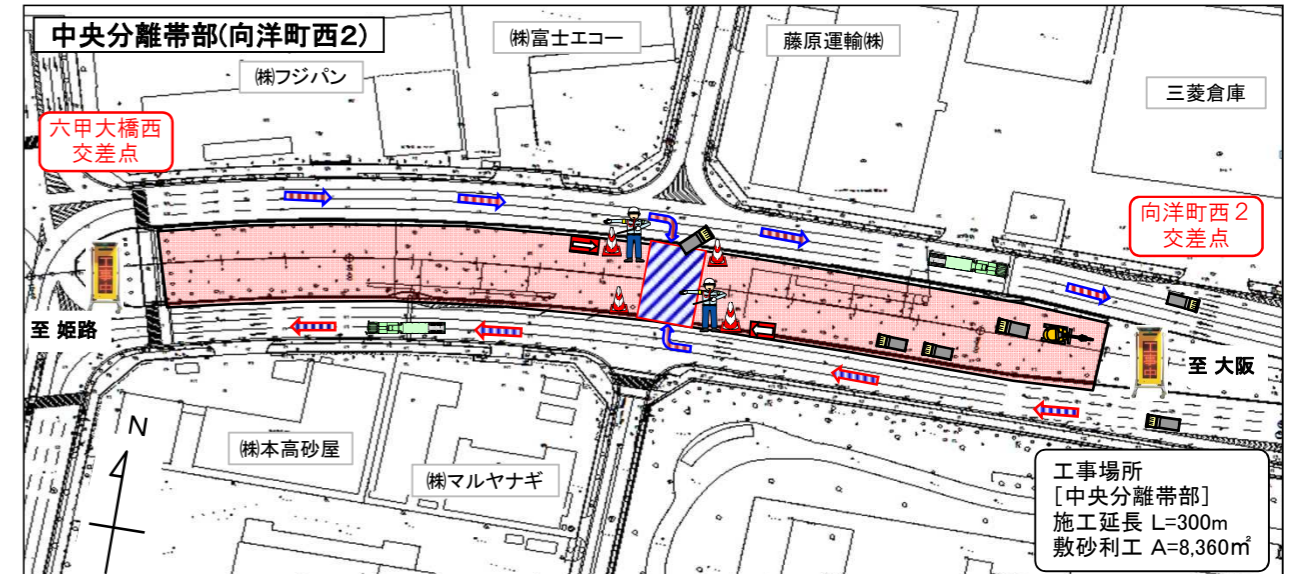 中央分離帯部(向洋町西2)
㈱富士エコー
藤原運輸㈱
㈱フジパン
三菱倉庫
六甲大橋西
交差点
向洋町西2
交差点
至 姫路
至 大阪
N
㈱本高砂屋
㈱マルヤナギ
工事場所
[中央分離帯部]
施工延長 L=300m
敷砂利工 A=8,360㎡